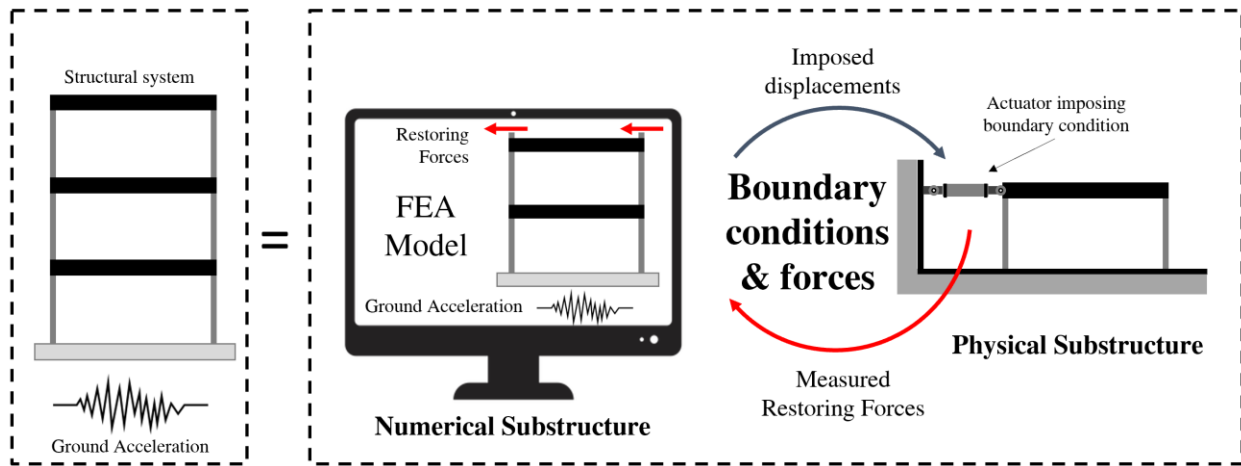 Structural system
Ground Acceleration
=
Restoring
Forces
FEA
Model
Ground Acceleration
Numerical Substructure
Imposed
displacements
Boundary
conditions
& forces
Measured
Restoring Forces
Actuator imposing
boundary condition
Physical Substructure